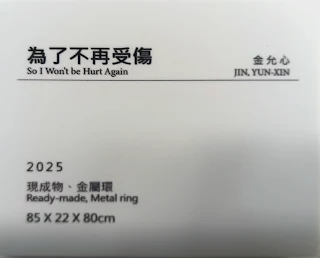 為了不再受傷
So I Won't be Hurt Again
金允心
JIN, YUN-XIN
2025
現成物、金屬環
Ready-made, Metal ring
85 X 22 X 80cm